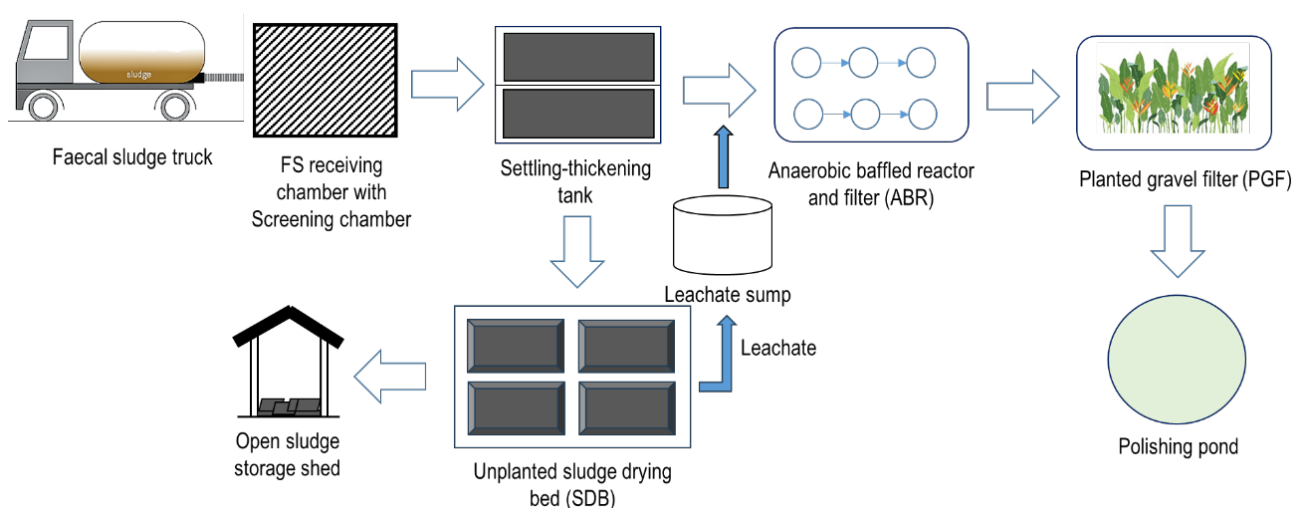 sludge
Faecal sludge truck
FS receiving
chamber with
Screening chamber
Settling-thickening
tank
Anaerobic baffled reactor
and filter (ABR)
Planted gravel filter (PGF)
Leachate sump
Leachate
Open sludge
storage shed
Unplanted sludge drying
bed (SDB)
Polishing pond